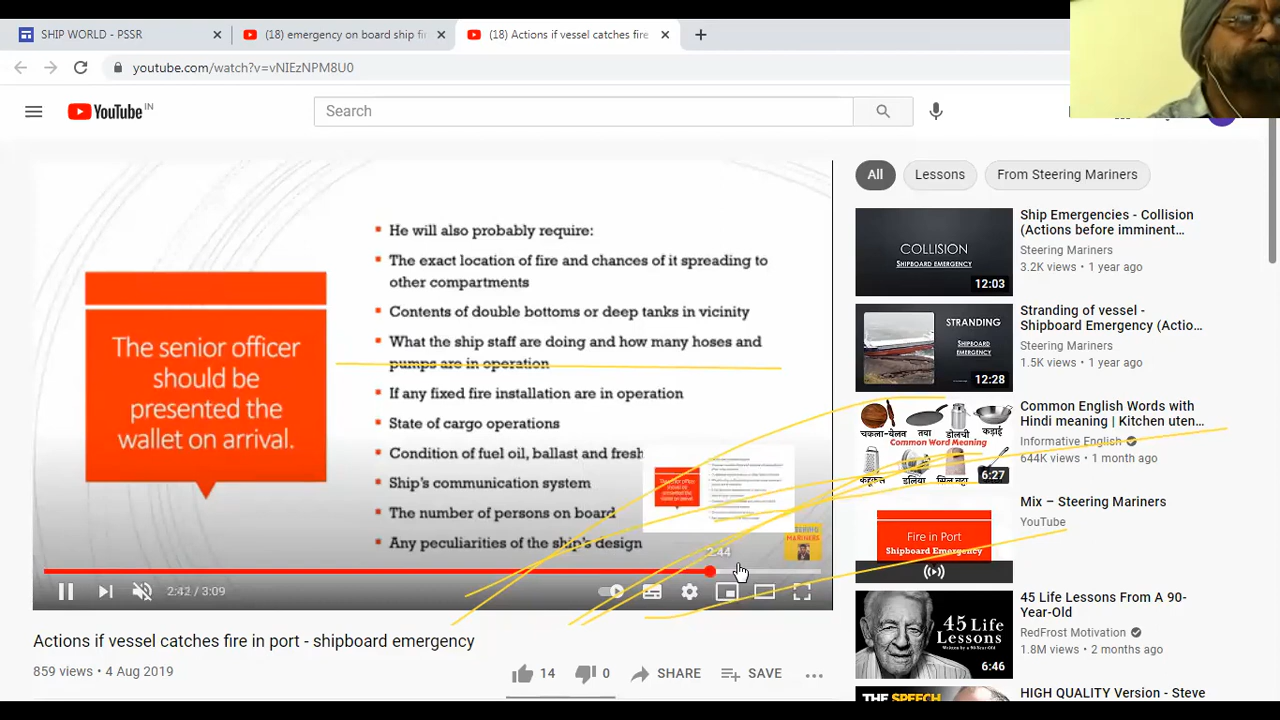 SHIP WORLD - PSSR
(18) emergency on board ship fi
(18) Actions if vessel catches fire
youtube.com/watch?v=vNIEzNPM8U0
YouTube IN
Search
The senior officer
should be
presented the
wallet on arrival.
He will also probably require:
The exact location of fire and chances of it spreading to
other compartments
Contents of double bottoms or deep tanks in vicinity
What the ship staff are doing and how many hoses and
pumps are in operation
If any fixed fire installation are in operation
State of cargo operations
Condition of fuel oil, ballast and fresh
Ship's communication system
The number of persons on board
Any peculiarities of the ship's design
MARINERS
2:44
2:42 / 3:09
Actions if vessel catches fire in port - shipboard emergency
859 views • 4 Aug 2019
14
0
SHARE
SAVE
All
Lessons
From Steering Mariners
COLLISION
SHIPBOARD EMERGENCY
12:03
Ship Emergencies - Collision
(Actions before imminent...
Steering Mariners
3.2K views • 1 year ago
STRANDING
SHIPBOARD
EMERGENCY
12:28
Stranding of vessel -
Shipboard Emergency (Actio...
Steering Mariners
1.5K views • 1 year ago
चकला-बेलन तवा डोलची कड़ाई
Common Word Meaning
डलिया
6:27
Common English Words with
Hindi meaning | Kitchen uten...
Informative English
644K views • 1 month ago
Fire in Port
Shipboard Emergency
Mix – Steering Mariners
YouTube
45 Life
LESSONS
6:46
45 Life Lessons From A 90-
Year-Old
RedFrost Motivation
1.8M views • 2 months ago
THE SPEECH
HIGH QUALITY Version - Steve